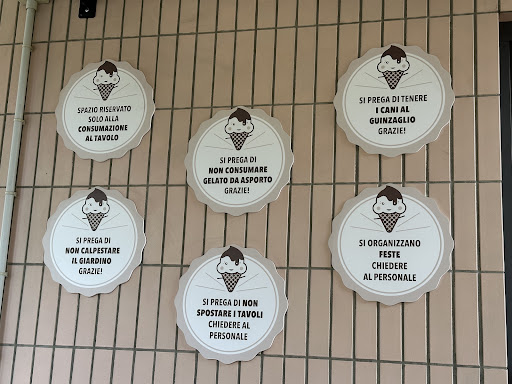 SPAZIO RISERVATO
SOLO ALLA
CONSUMAZIONE
AL TAVOLO
SI PREGA DI
NON CONSUMARE
GELATO DA ASPORTO
GRAZIE!
SI PREGA DI TENERE
I CANI AL
GUINZAGLIO
GRAZIE!
SI PREGA DI
NON CALPESTARE
IL GIARDINO
GRAZIE!
SI PREGA DI NON
SPOSTARE I TAVOLI
CHIEDERE AL
PERSONALE
SI ORGANIZZANO
FESTE
CHIEDERE
AL PERSONALE